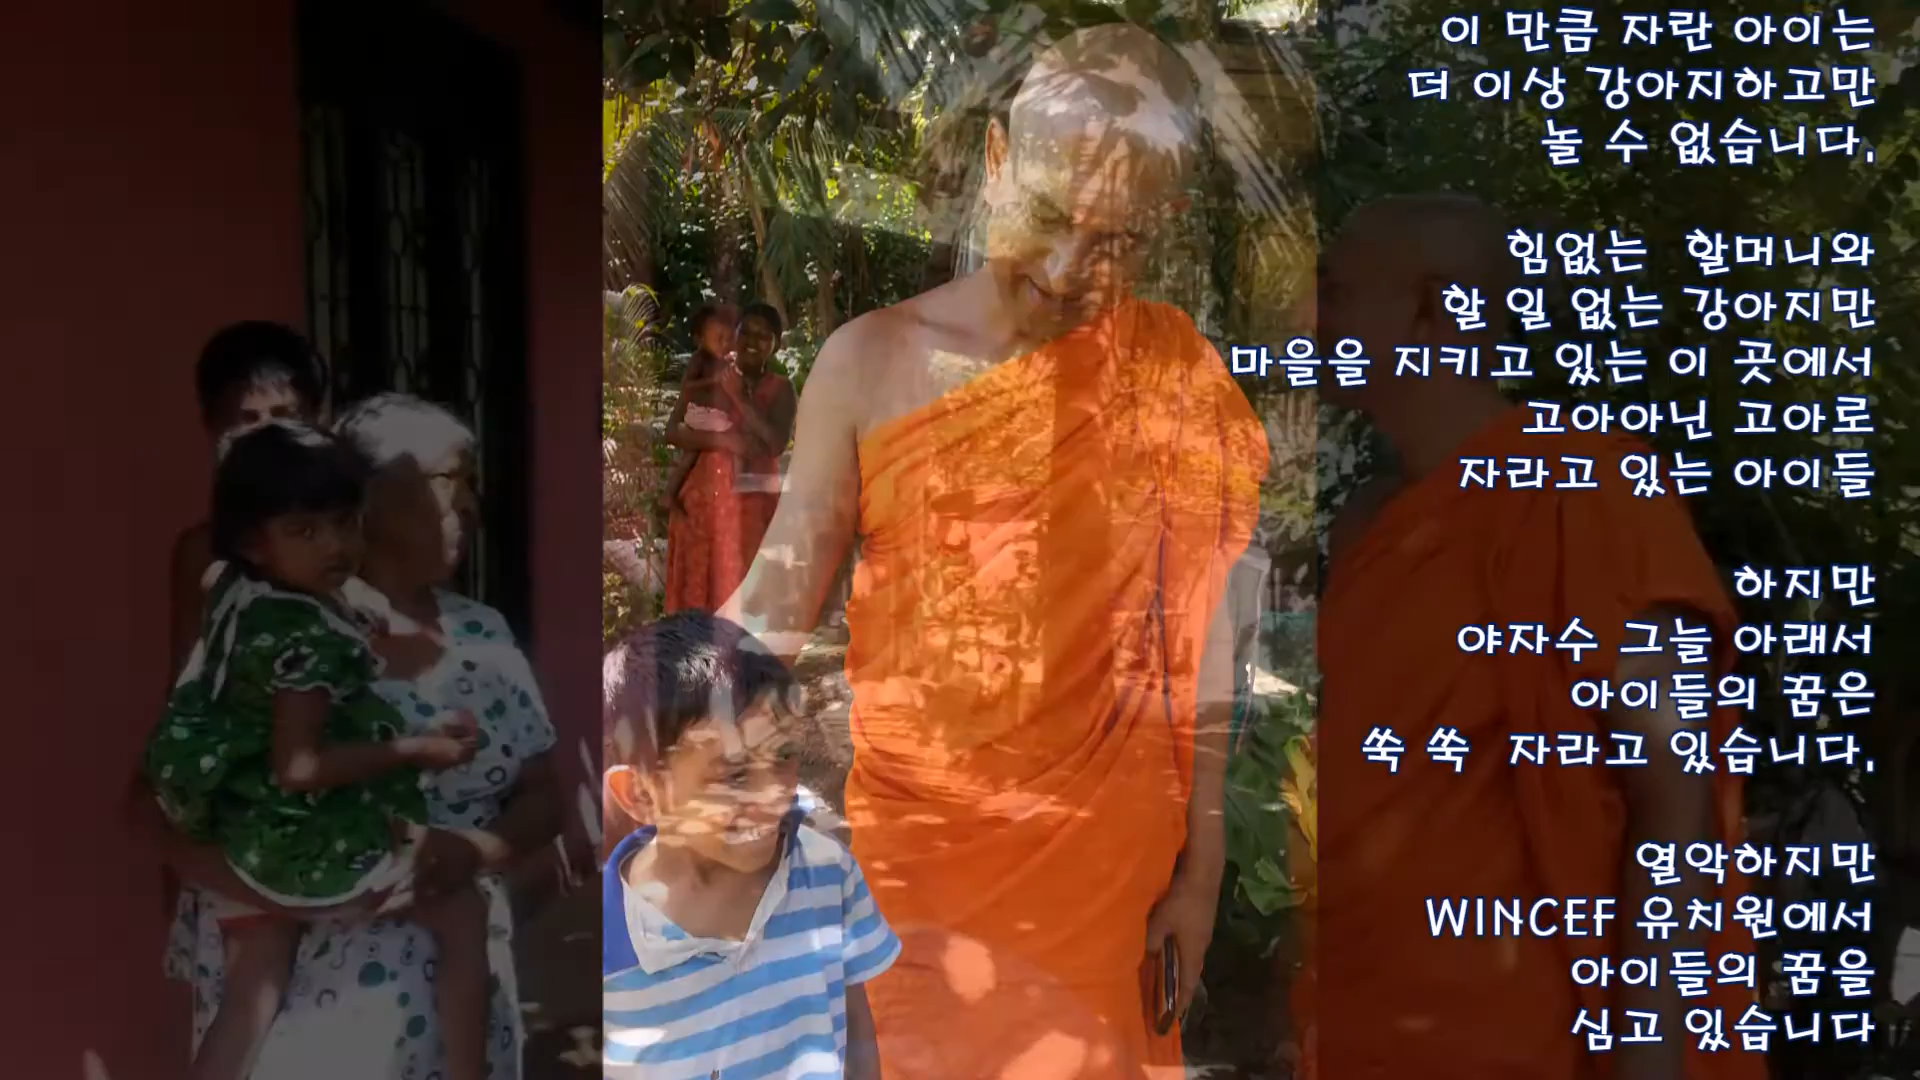 이 만큼 자란 아이는
더 이상 강아지하고만
놀 수 없습니다.
힘없는 할머니와
할 일 없는 강아지만
마을을 지키고 있는 이 곳에서
고아아닌 고아로
자라고 있는 아이들
하지만
야자수 그늘 아래서
아이들의 꿈은
쑥 쑥 자라고 있습니다.
열악하지만
WINCEF 유치원에서
아이들의 꿈을
심고 있습니다